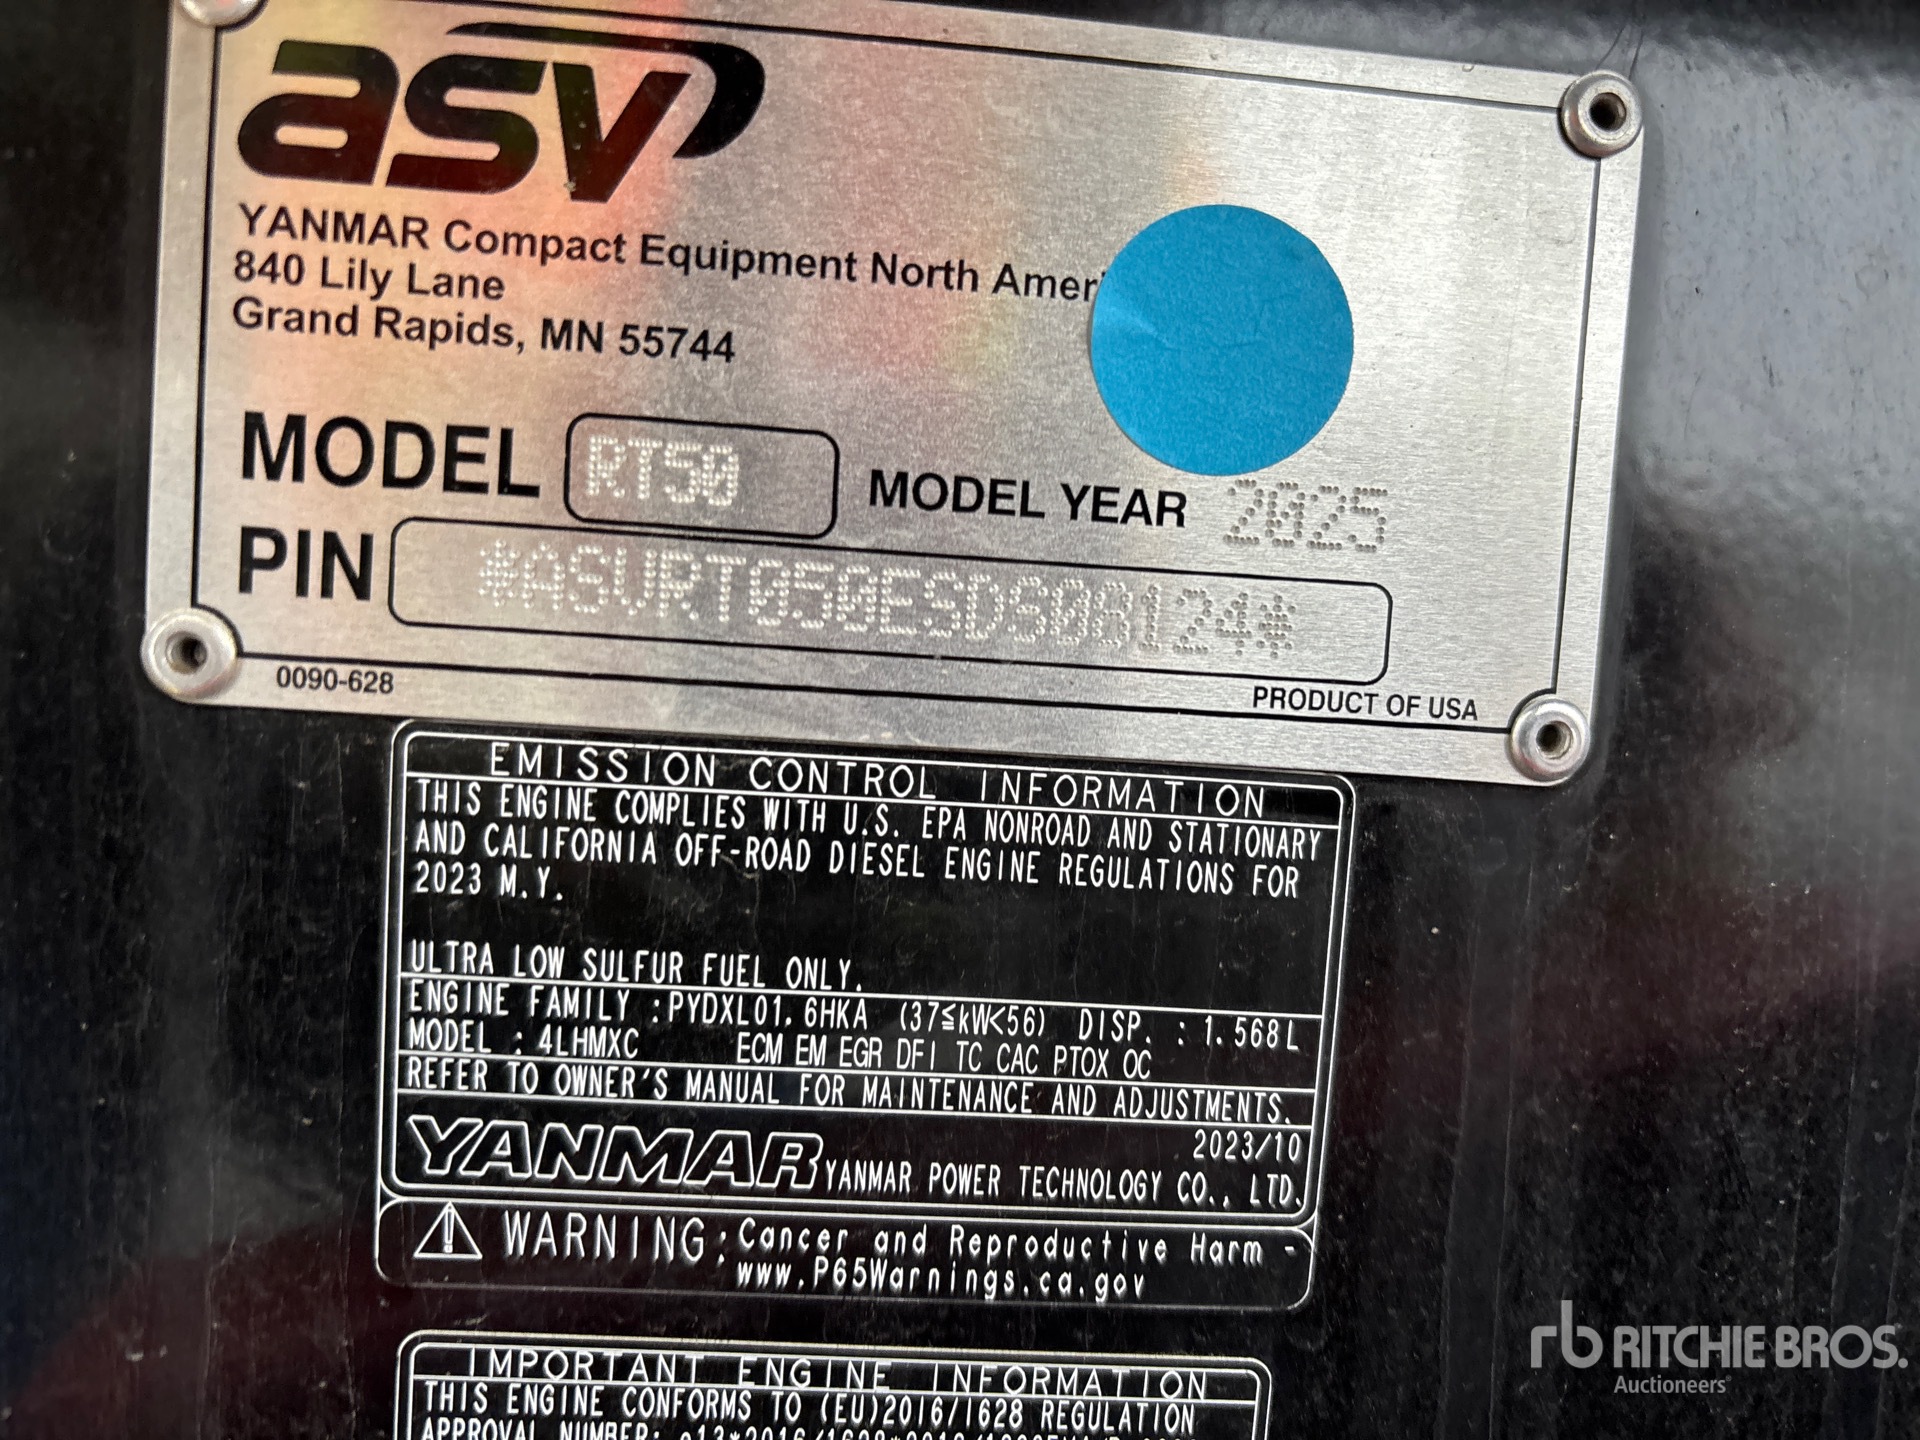 asv
YANMAR Compact Equipment North Ameri
840 Lily Lane
Grand Rapids, MN 55744
MODEL RT50 MODEL YEAR 2025
PIN *ASVRT050ESDS08124*
0090-628 PRODUCT OF USA
EMISSION CONTROL INFORMATION
THIS ENGINE COMPLIES WITH U.S. EPA NONROAD AND STATIONARY
AND CALIFORNIA OFF-ROAD DIESEL ENGINE REGULATIONS FOR
2023 M.Y.
ULTRA LOW SULFUR FUEL ONLY.
ENGINE FAMILY :PYDXL01.6HKA (37≦kW<56) DISP. : 1.568L
MODEL : 4LHMXC ECM EM EGR DFI TC CAC PTOX OC
REFER TO OWNER'S MANUAL FOR MAINTENANCE AND ADJUSTMENTS.
2023/10
YANMAR YANMAR POWER TECHNOLOGY CO., LTD.
WARNING: Cancer and Reproductive Harm -
www.P65Warnings.ca.gov
IMPORTANT ENGINE INFORMATION
THIS ENGINE CONFORMS TO (EU)2016/1628 REGULATION
APPROVAL NUMBER:
rb RITCHIE BROS.
Auctioneers